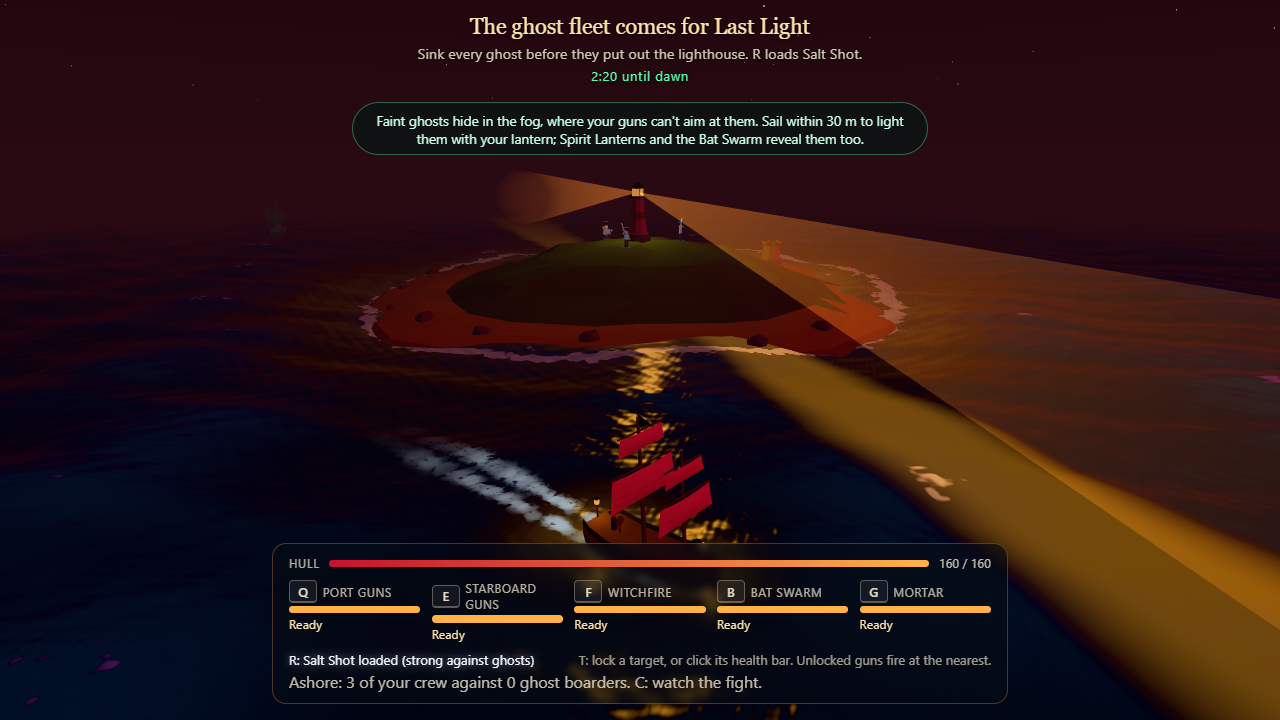 The ghost fleet comes for Last Light
Sink every ghost before they put out the lighthouse. R loads Salt Shot.
2:20 until dawn
Faint ghosts hide in the fog, where your guns can't aim at them. Sail within 30 m to light
them with your lantern; Spirit Lanterns and the Bat Swarm reveal them too.
HULL 160 / 160
Q PORT GUNS
Ready
E STARBOARD
GUNS
Ready
F WITCHFIRE
Ready
B BAT SWARM
Ready
G MORTAR
Ready
R: Salt Shot loaded (strong against ghosts)
T: lock a target, or click its health bar. Unlocked guns fire at the nearest.
Ashore: 3 of your crew against 0 ghost boarders. C: watch the fight.